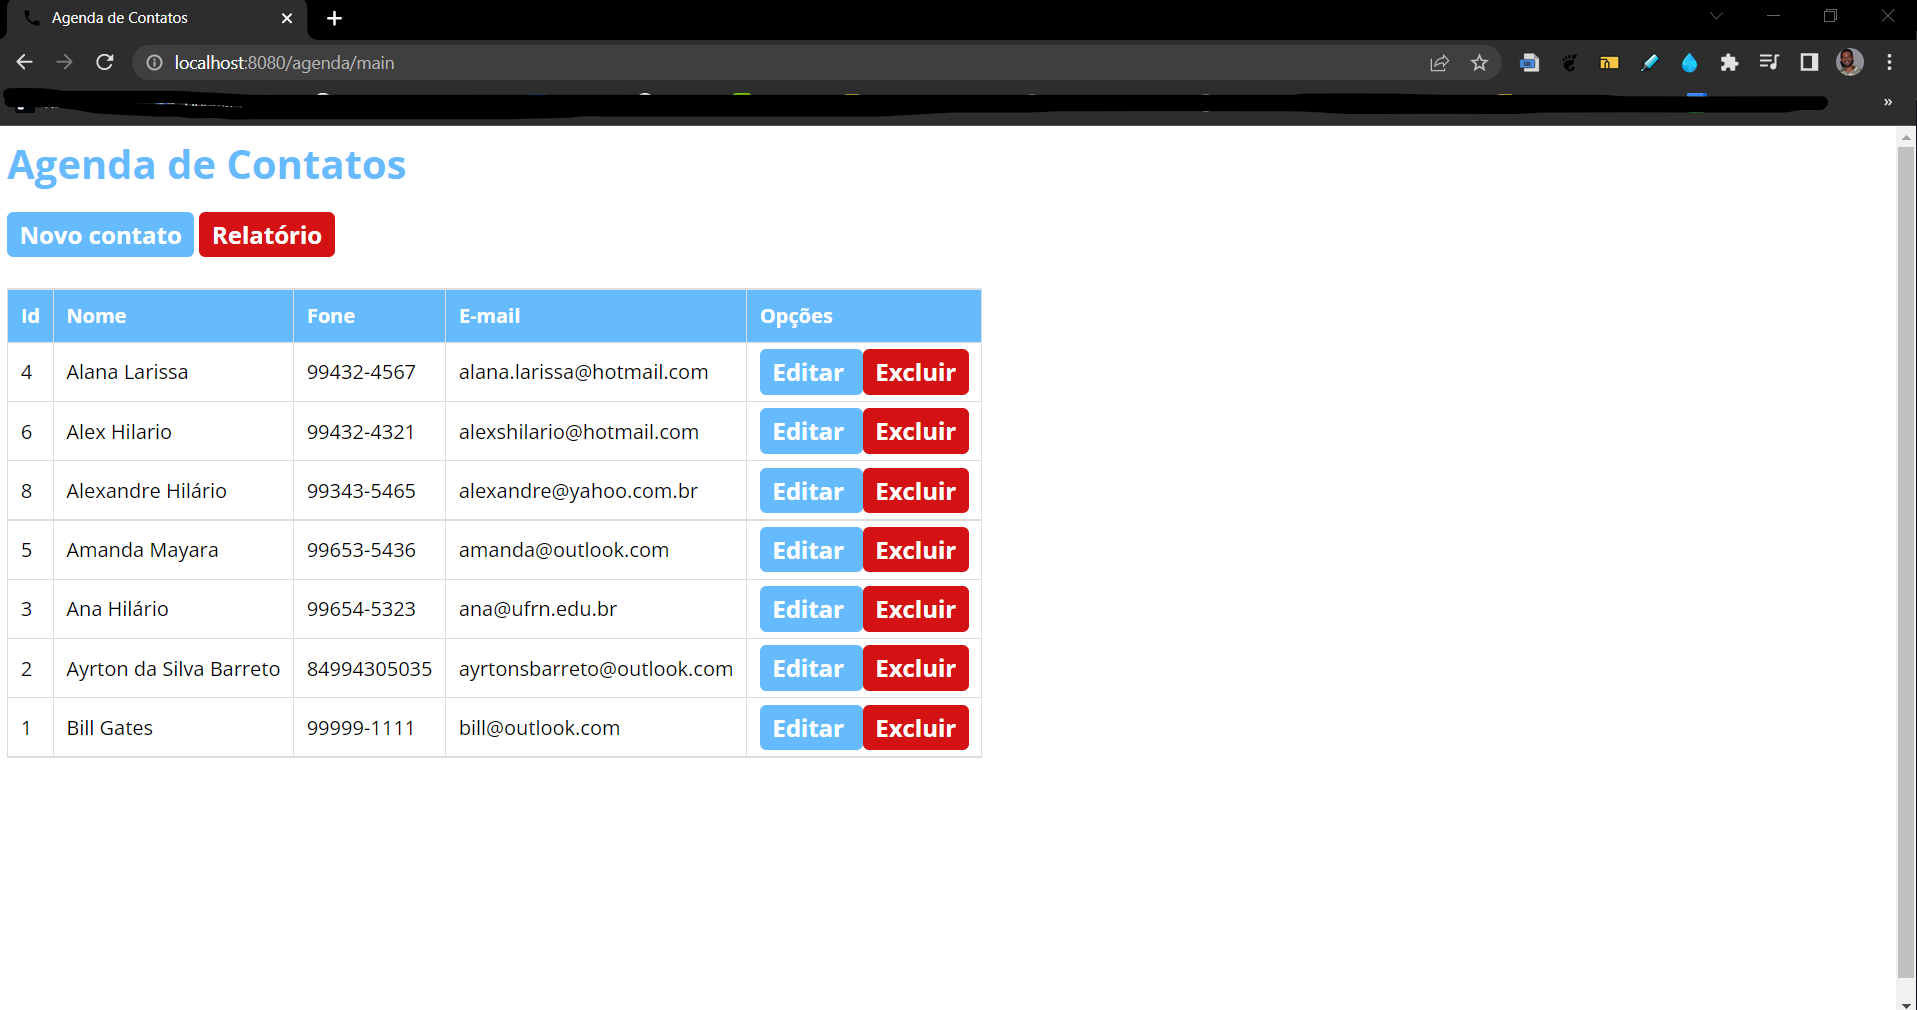 Agenda de Contatos
localhost:8080/agenda/main
»
Agenda de Contatos
Novo contato Relatório
Id Nome Fone E-mail Opções
4 Alana Larissa 99432-4567 alana.larissa@hotmail.com Editar Excluir
6 Alex Hilario 99432-4321 alexshilario@hotmail.com Editar Excluir
8 Alexandre Hilário 99343-5465 alexandre@yahoo.com.br Editar Excluir
5 Amanda Mayara 99653-5436 amanda@outlook.com Editar Excluir
3 Ana Hilário 99654-5323 ana@ufrn.edu.br Editar Excluir
2 Ayrton da Silva Barreto 84994305035 ayrtonsbarreto@outlook.com Editar Excluir
1 Bill Gates 99999-1111 bill@outlook.com Editar Excluir